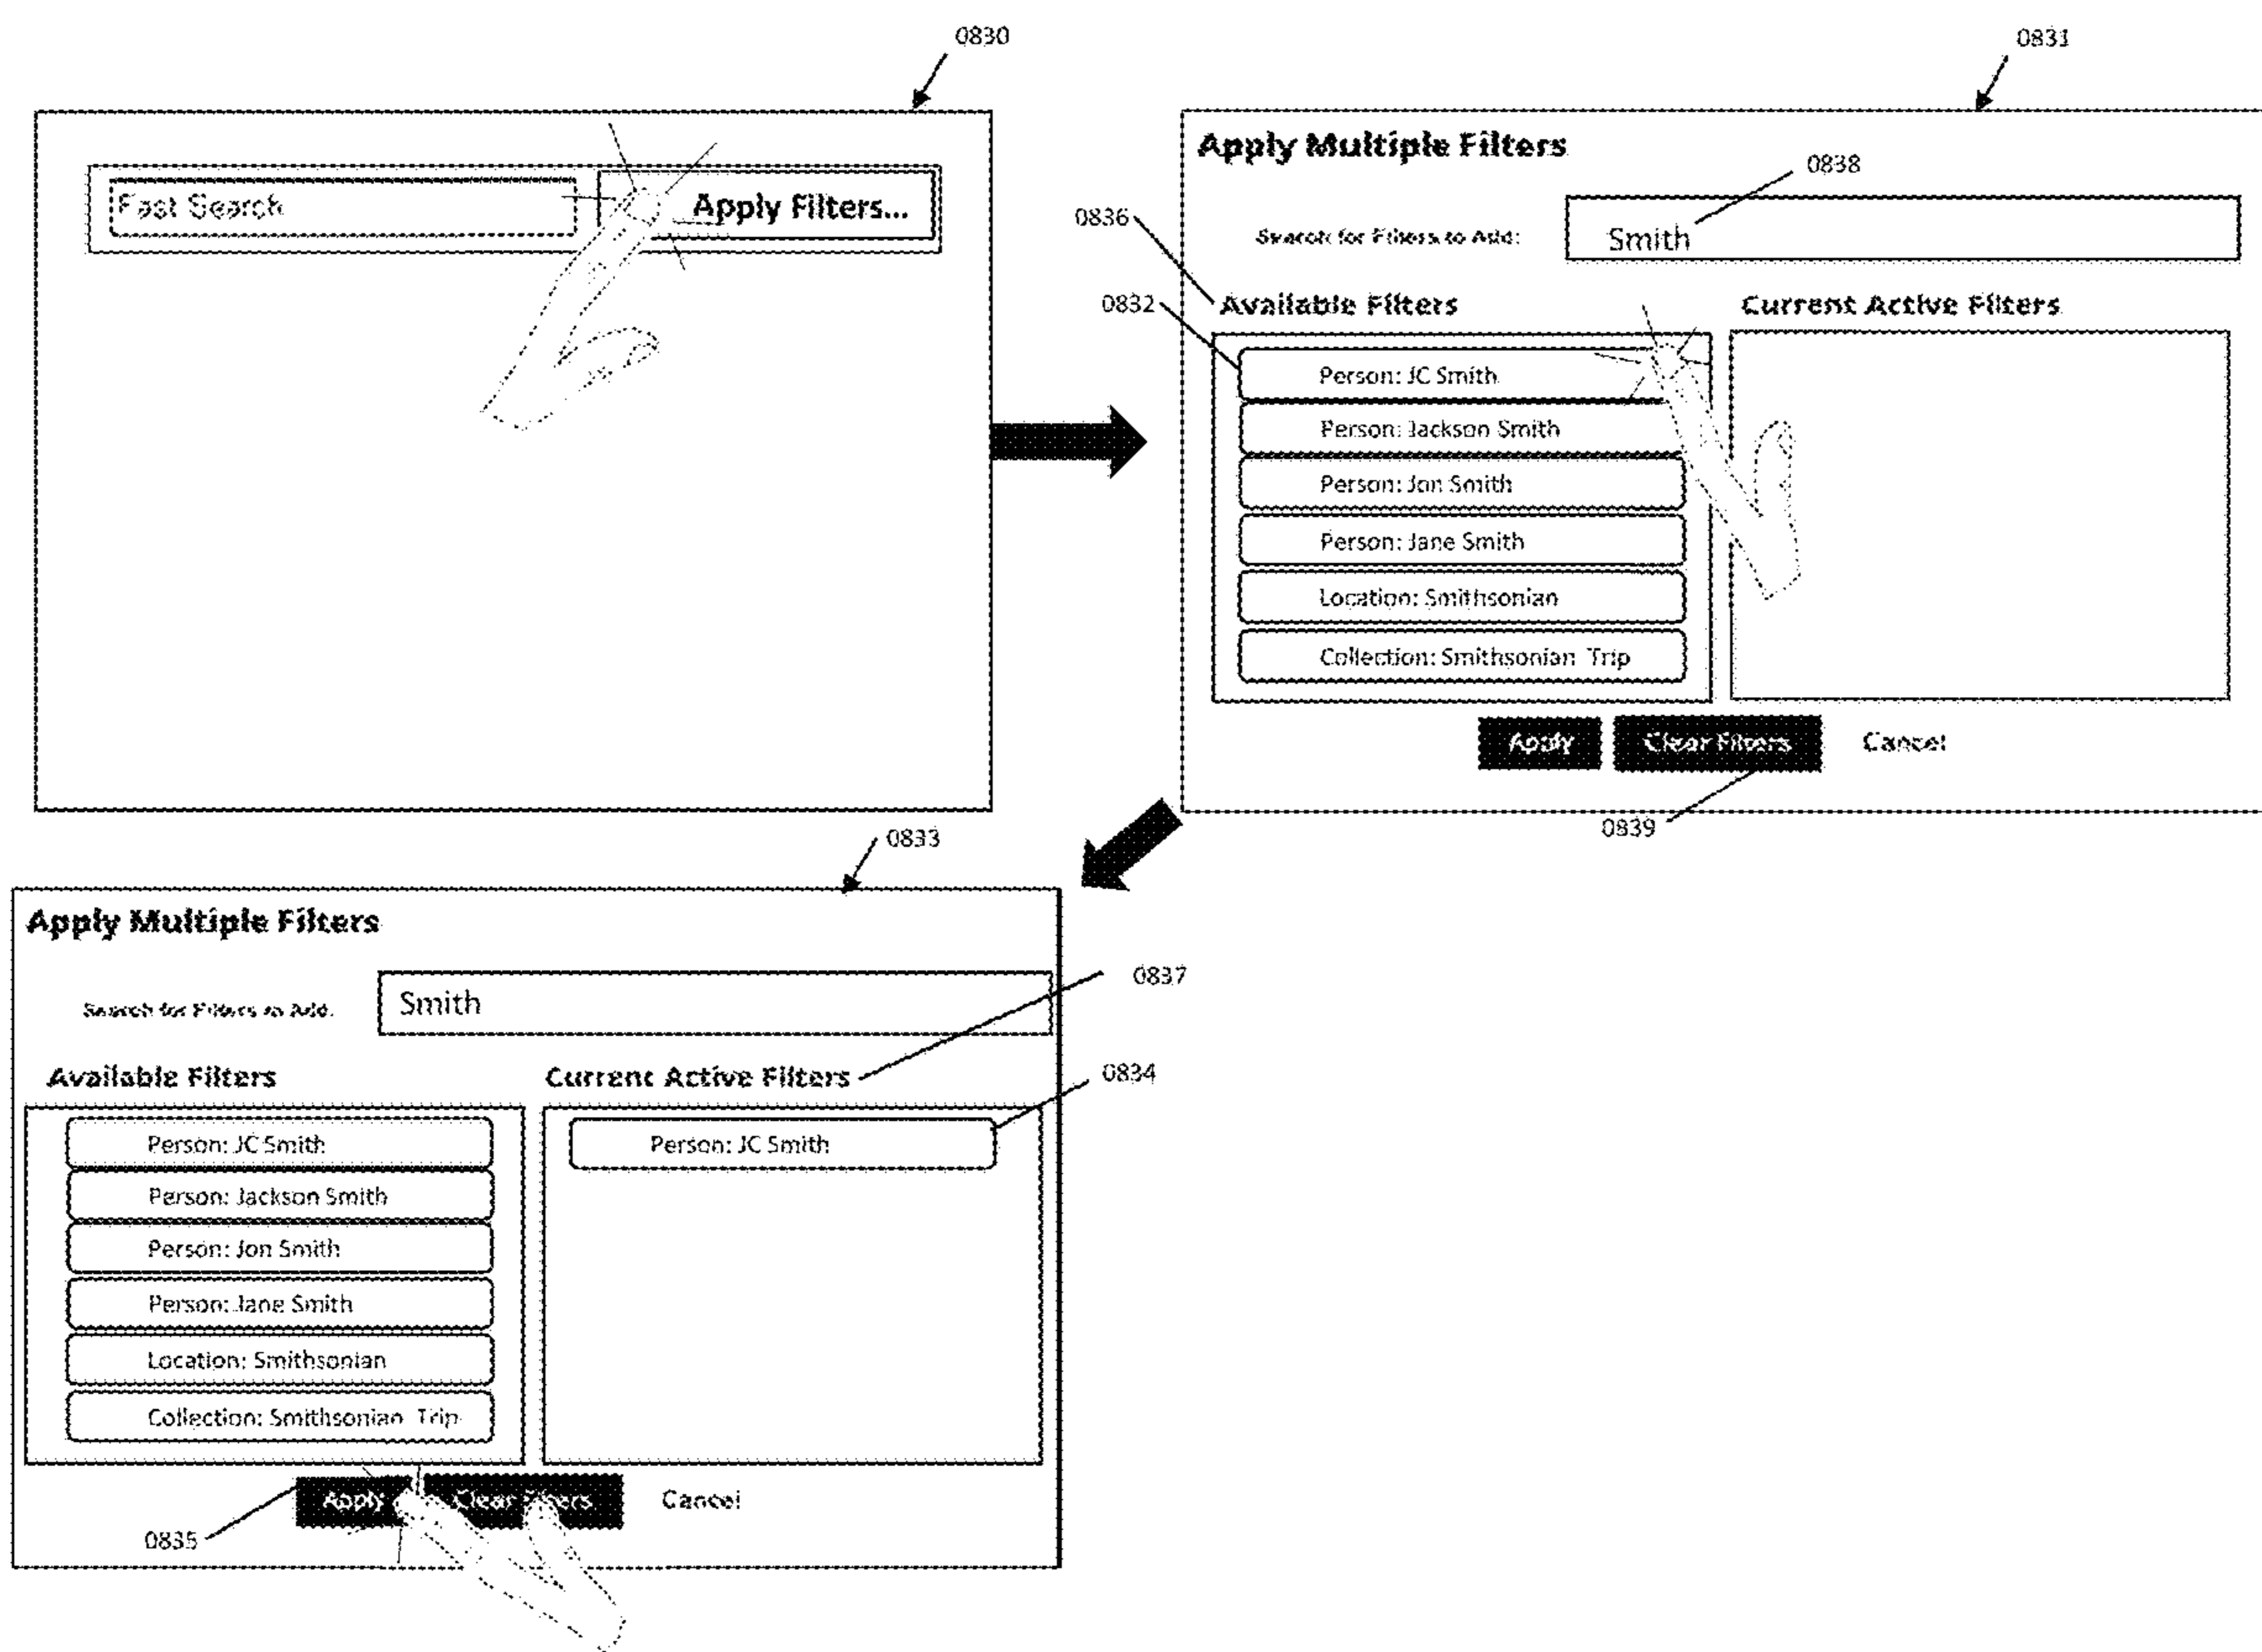 0830
Fast Search
Apply Filters...
0831
Apply Multiple Filters
0838
0836
Search for Filters to Add:
Smith
0832
Available Filters
Current Active Filters
Person: JC Smith
Person: Jackson Smith
Person: Jon Smith
Person: Jane Smith
Location: Smithsonian
Collection: Smithsonian Trip
Apply
Clear Filters
Cancel
0839
0833
Apply Multiple Filters
0837
Search for Filters to Add:
Smith
Available Filters
Current Active Filters
0834
Person: JC Smith
Person: JC Smith
Person: Jackson Smith
Person: Jon Smith
Person: Jane Smith
Location: Smithsonian
Collection: Smithsonian Trip
Apply
Clear Filters
Cancel
0835